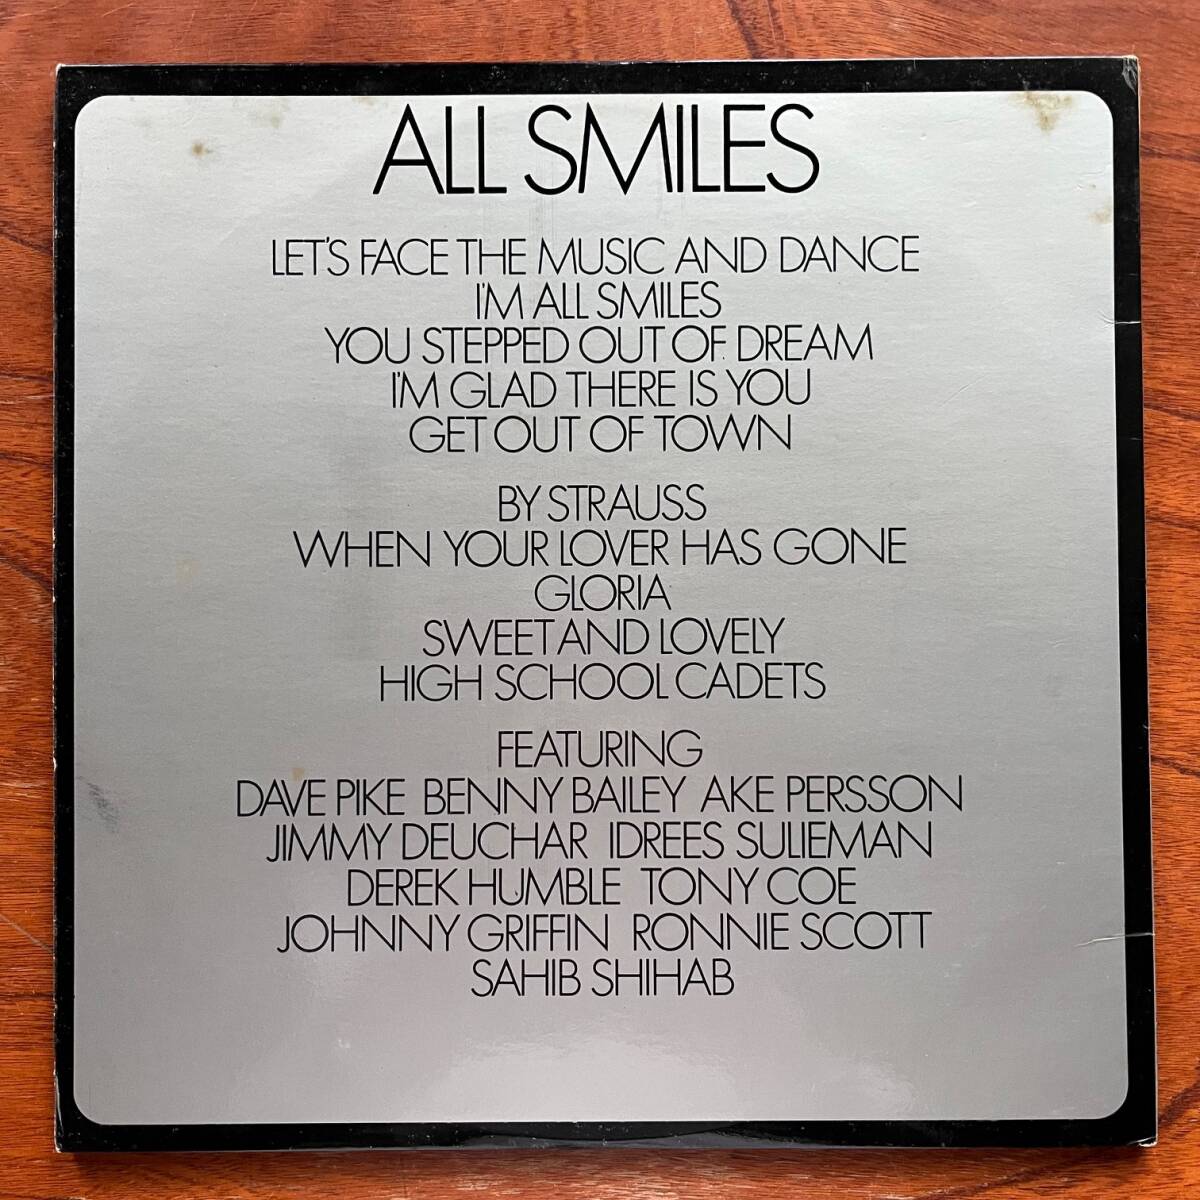 ALL SMILES
LET'S FACE THE MUSIC AND DANCE
I'M ALL SMILES
YOU STEPPED OUT OF DREAM
I'M GLAD THERE IS YOU
GET OUT OF TOWN
BY STRAUSS
WHEN YOUR LOVER HAS GONE
GLORIA
SWEET AND LOVELY
HIGH SCHOOL CADETS
FEATURING
DAVE PIKE BENNY BAILEY AKE PERSSON
JIMMY DEUCHAR IDREES SULIEMAN
DEREK HUMBLE TONY COE
JOHNNY GRIFFIN RONNIE SCOTT
SAHIB SHIHAB